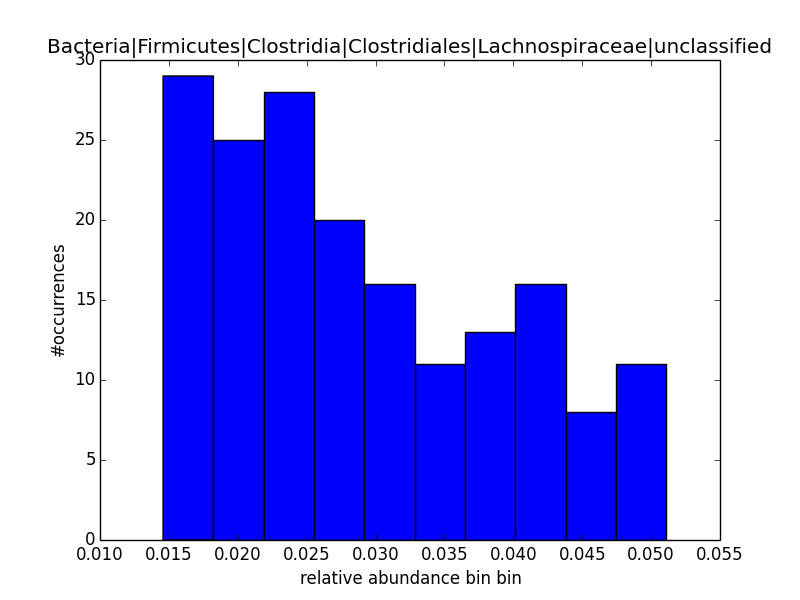 Bacteria|Firmicutes|Clostridia|Clostridiales|Lachnospiraceae|unclassified
30
25
20
15
10
5
0
#occurrences
0.010 0.015 0.020 0.025 0.030 0.035 0.040 0.045 0.050 0.055
relative abundance bin bin